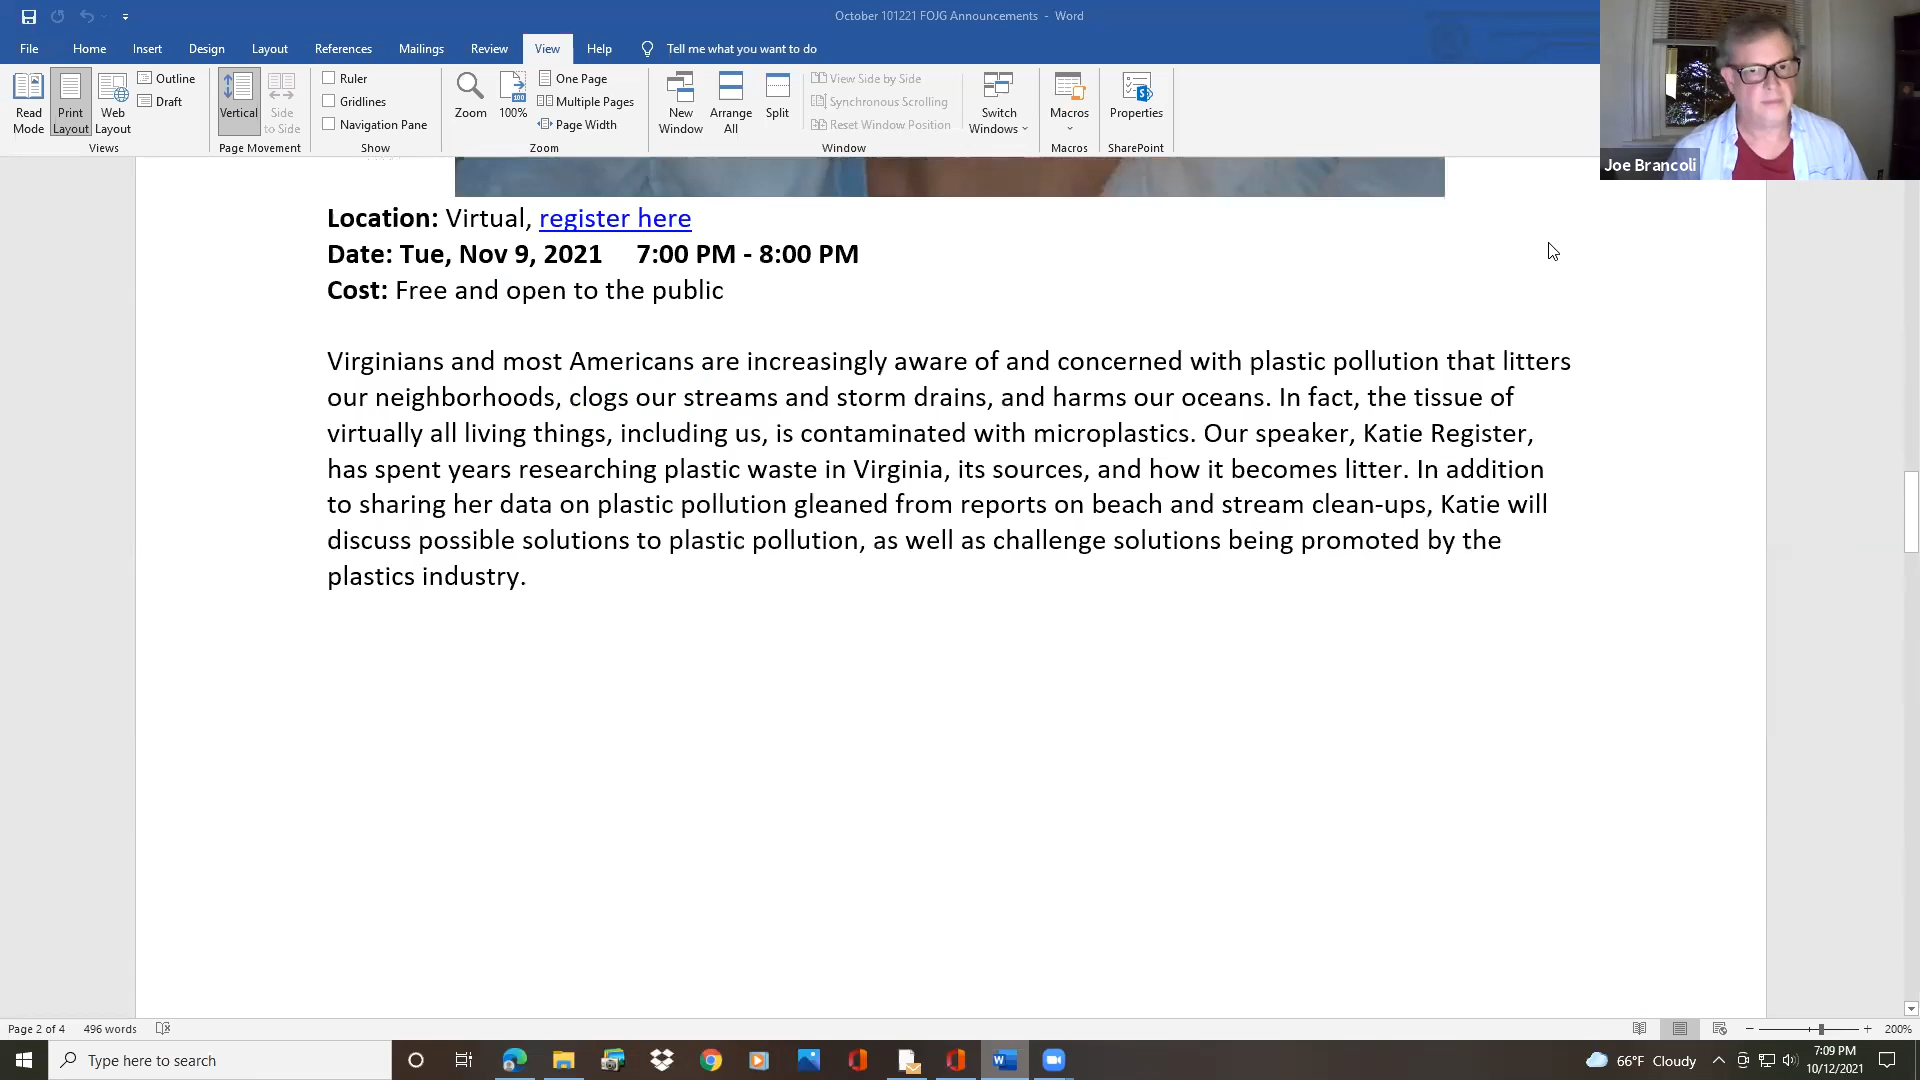 October 101221 FOJG Announcements - Word
File Home Insert Design Layout References Mailings Review View Help Tell me what you want to do
Read Mode
Print Layout
Web Layout
Outline
Draft
Views
Vertical
Side to Side
Page Movement
Ruler
Gridlines
Navigation Pane
Show
Zoom
100
100%
One Page
Multiple Pages
Page Width
Zoom
New Window
Arrange All
Split
View Side by Side
Synchronous Scrolling
Reset Window Position
Switch Windows
Window
Macros
Macros
Properties
SharePoint
Joe Brancoli
Location: Virtual, register here
Date: Tue, Nov 9, 2021 7:00 PM - 8:00 PM
Cost: Free and open to the public
Virginians and most Americans are increasingly aware of and concerned with plastic pollution that litters
our neighborhoods, clogs our streams and storm drains, and harms our oceans. In fact, the tissue of
virtually all living things, including us, is contaminated with microplastics. Our speaker, Katie Register,
has spent years researching plastic waste in Virginia, its sources, and how it becomes litter. In addition
to sharing her data on plastic pollution gleaned from reports on beach and stream clean-ups, Katie will
discuss possible solutions to plastic pollution, as well as challenge solutions being promoted by the
plastics industry.
Page 2 of 4 496 words 200%
Type here to search
66°F Cloudy
7:09 PM
10/12/2021